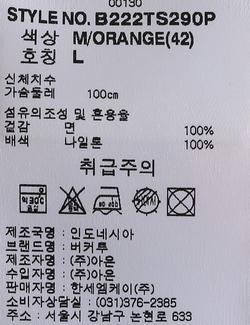 00130
STYLE NO. B222TS290P
색상 M/ORANGE(42)
호칭 L
신체치수
가슴둘레 100cm
섬유의조성 및 혼용율
겉감 면 100%
배색 나일론 100%
취급주의
제조국명 : 인도네시아
브랜드명 : 버커루
제조자명 : (주)아운
수입자명 : (주)아운
판매자명 : 한세엠케이(주)
소비자상담실 : (031)376-2385
주소 : 서울시 강남구 논현로 633